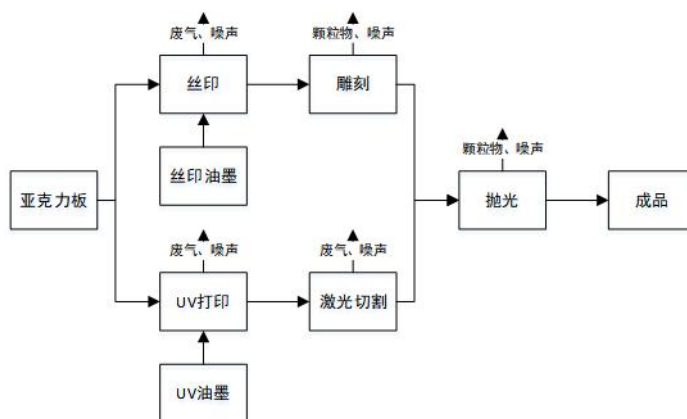 废气、噪声
颗粒物、噪声
丝印
雕刻
丝印油墨
颗粒物、噪声
亚克力板
抛光
成品
废气、噪声
废气、噪声
UV打印
激光切割
UV油墨